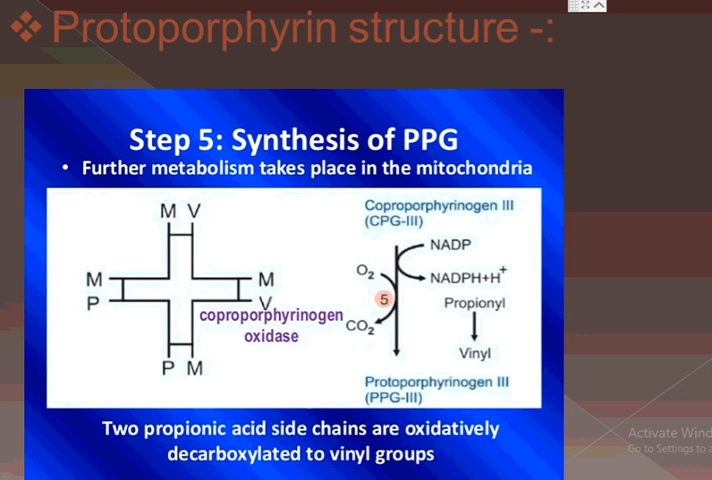 ❖ Protoporphyrin structure -:
Step 5: Synthesis of PPG
• Further metabolism takes place in the mitochondria
M V
M
P
M
V
P M
coproporphyrinogen
oxidase
Coproporphyrinogen III
(CPG-III)
NADP
O₂
NADPH+H⁺
5
Propionyl
CO₂
Vinyl
Protoporphyrinogen III
(PPG-III)
Two propionic acid side chains are oxidatively
decarboxylated to vinyl groups
Activate Wind
Go to Settings to a